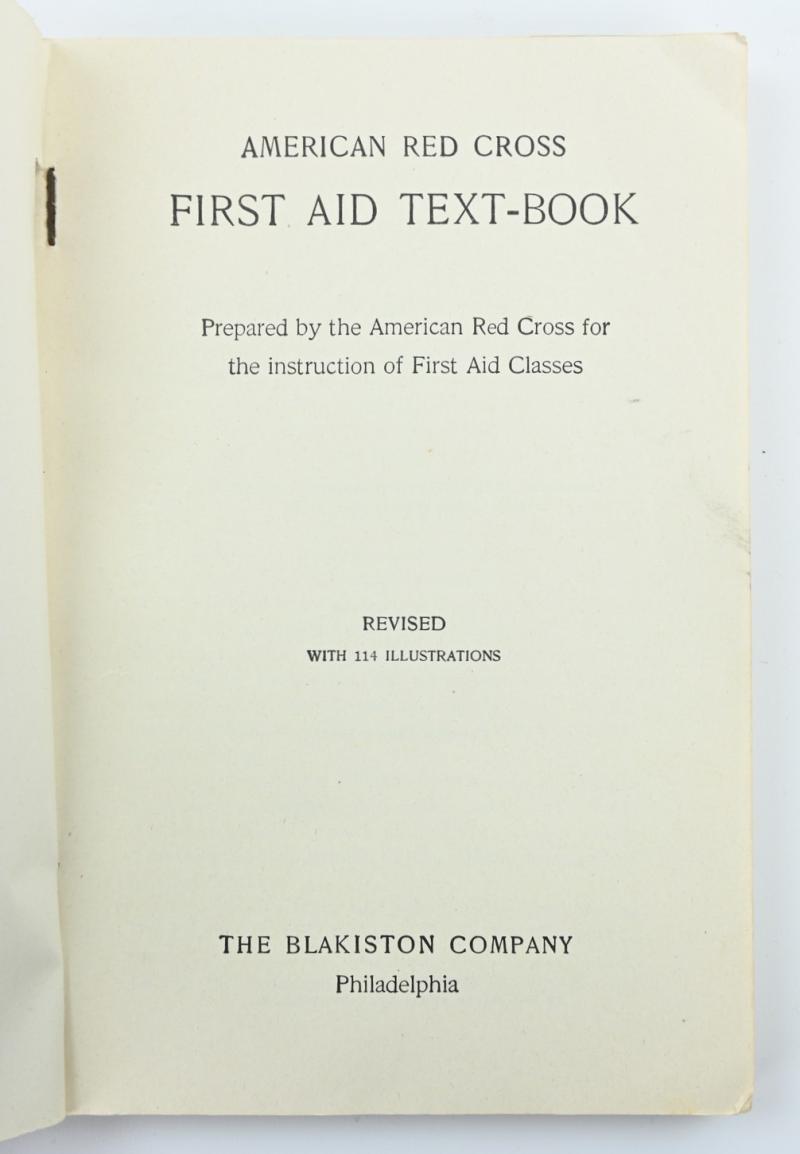 AMERICAN RED CROSS
FIRST AID TEXT-BOOK
Prepared by the American Red Cross for
the instruction of First Aid Classes
REVISED
WITH 114 ILLUSTRATIONS
THE BLAKISTON COMPANY
Philadelphia